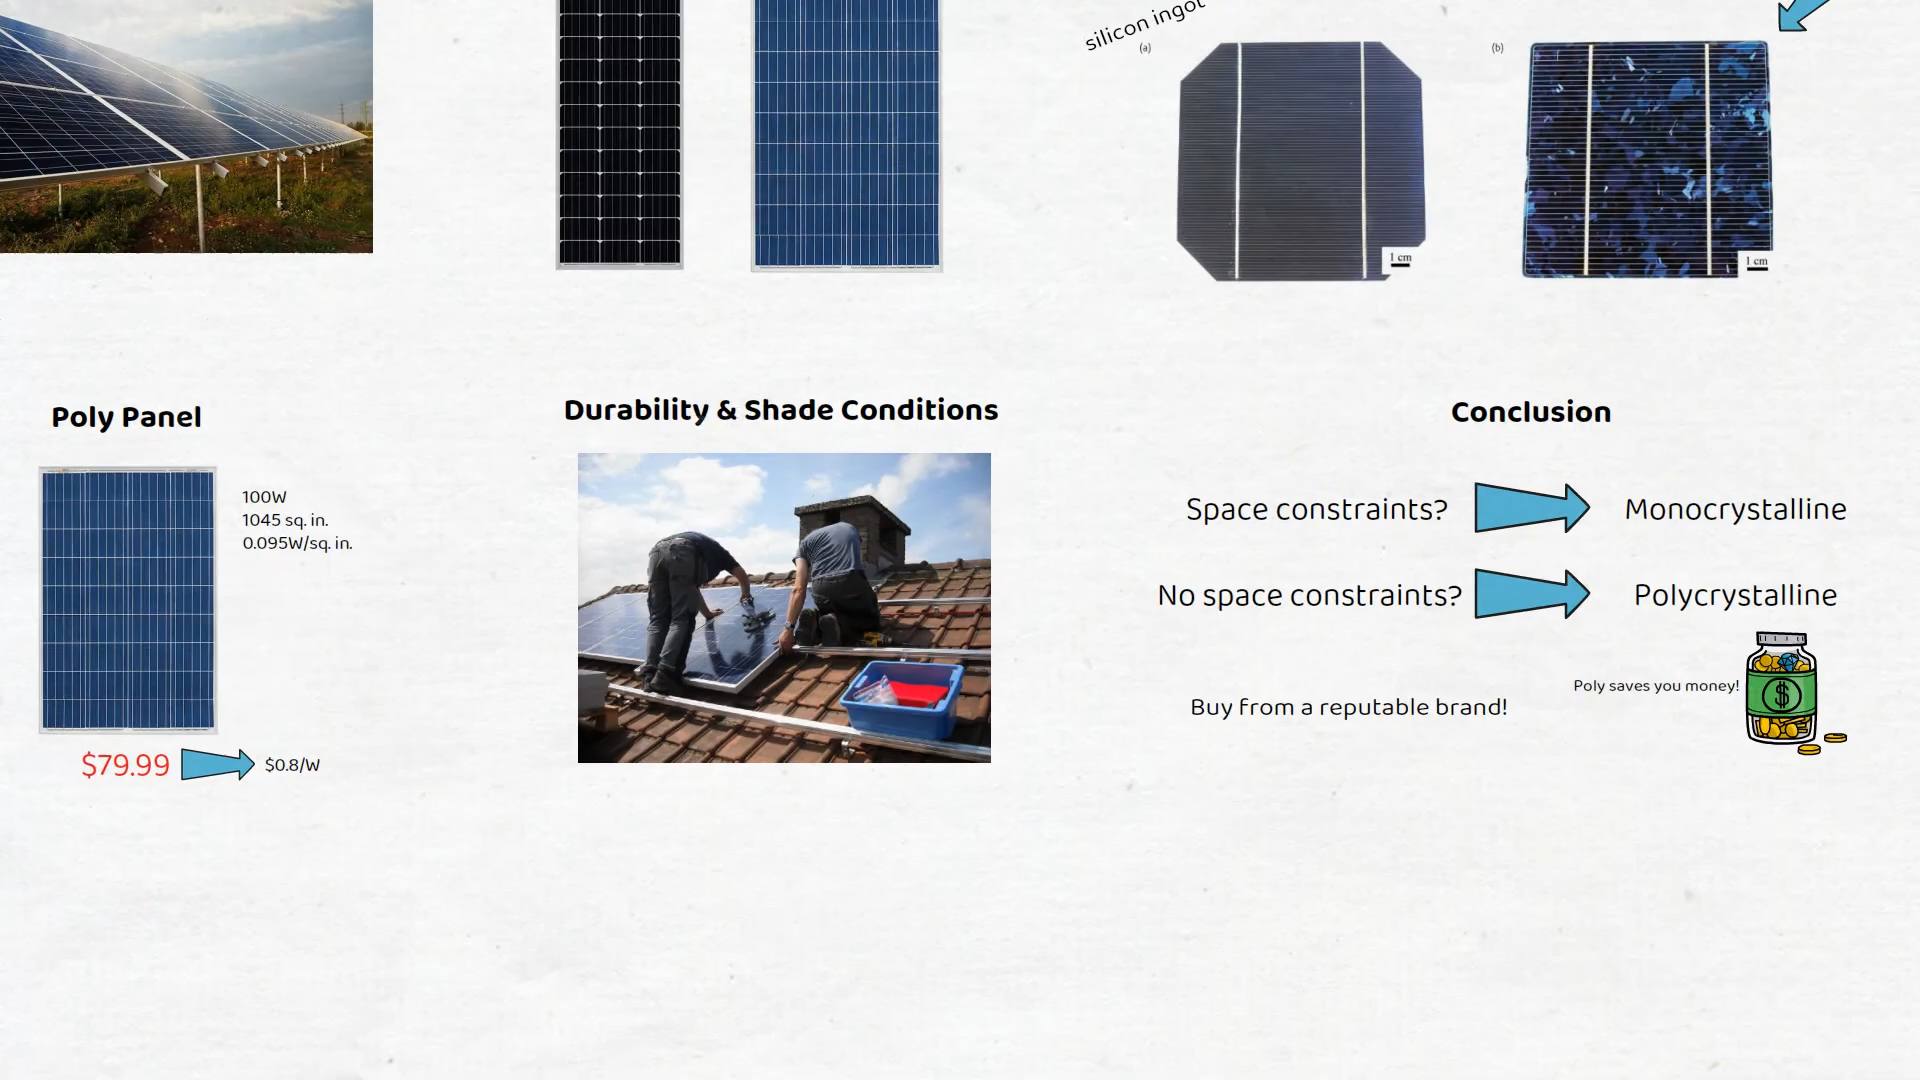 silicon ingot
(a)
(b)
1 cm
1 cm
Poly Panel
100W
1045 sq. in.
0.095W/sq. in.
$79.99
$0.8/W
Durability & Shade Conditions
Conclusion
Space constraints?
Monocrystalline
No space constraints?
Polycrystalline
Poly saves you money!
$
Buy from a reputable brand!